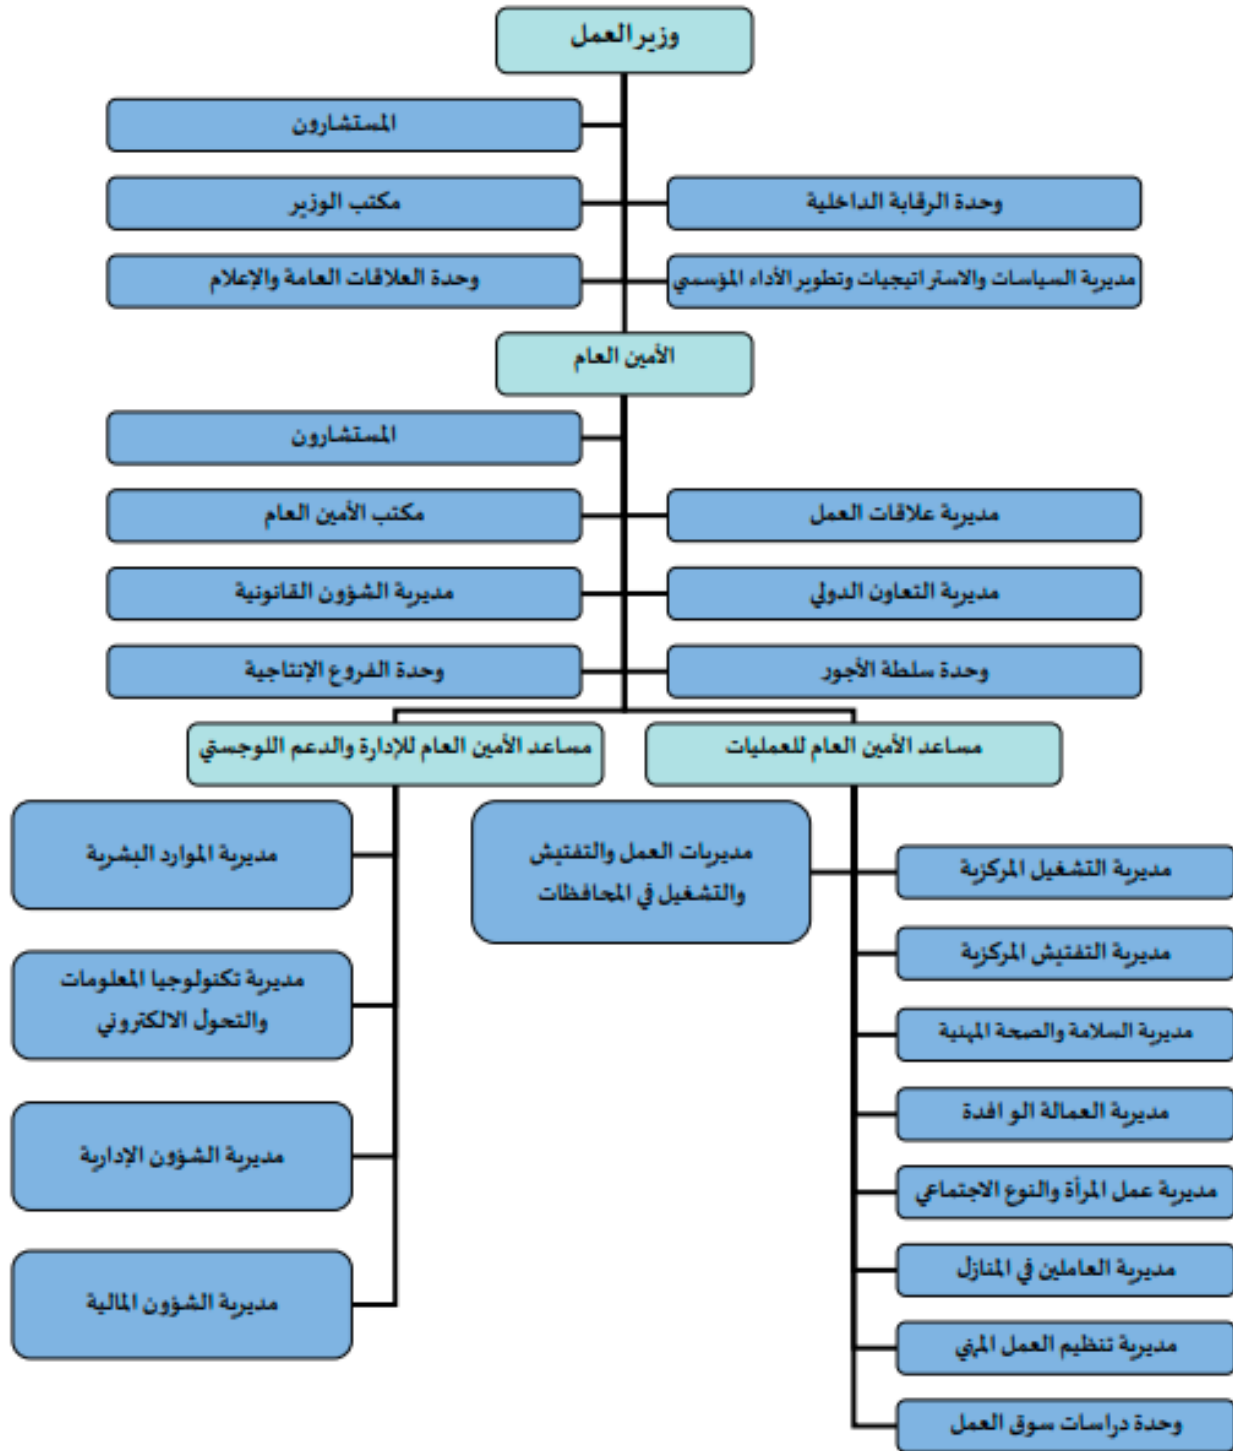 وزير العمل
المستشارون
وحدة الرقابة الداخلية
مكتب الوزير
مديرية السياسات والاستراتيجيات وتطوير الأداء المؤسسي
وحدة العلاقات العامة والإعلام
الأمين العام
المستشارون
مديرية علاقات العمل
مكتب الأمين العام
مديرية التعاون الدولي
مديرية الشؤون القانونية
وحدة سلطة الأجور
وحدة الفروع الإنتاجية
مساعد الأمين العام للعمليات
مساعد الأمين العام للإدارة والدعم اللوجستي
مديرية التشغيل المركزية
مديرية التفتيش المركزية
مديرية السلامة والصحة المهنية
مديرية العمالة الوافدة
مديرية عمل المرأة والنوع الاجتماعي
مديرية العاملين في المنازل
مديرية تنظيم العمل المهني
وحدة دراسات سوق العمل
مديريات العمل والتفتيش
والتشغيل في المحافظات
مديرية الموارد البشرية
مديرية تكنولوجيا المعلومات
والتحول الالكتروني
مديرية الشؤون الإدارية
مديرية الشؤون المالية